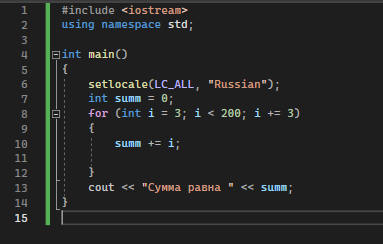 1 #include <iostream>
2 using namespace std;
3
4 int main()
5 {
6 setlocale(LC_ALL, "Russian");
7 int summ = 0;
8 for (int i = 3; i < 200; i += 3)
9 {
10 summ += i;
11
12 }
13 cout << "Сумма равна " << summ;
14 }
15